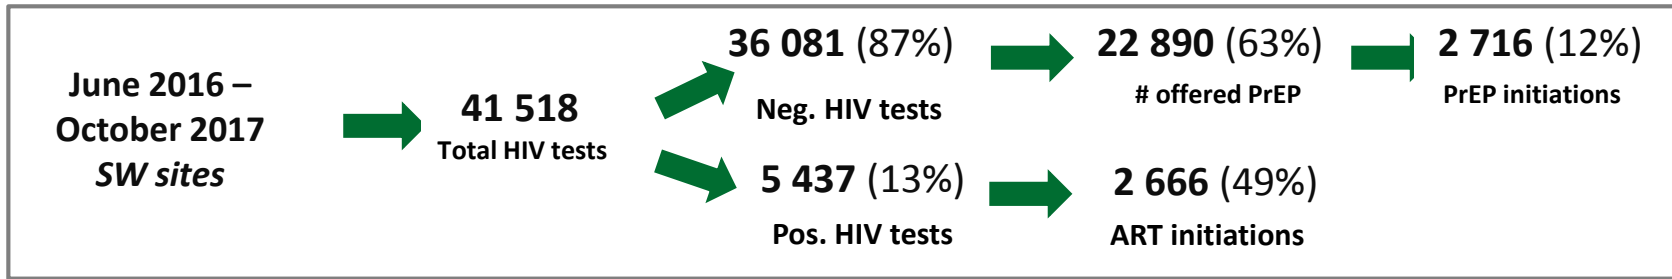 June 2016 –
October 2017
SW sites
41 518
Total HIV tests
36 081 (87%)
Neg. HIV tests
22 890 (63%)
# offered PrEP
2 716 (12%)
PrEP initiations
5 437 (13%)
Pos. HIV tests
2 666 (49%)
ART initiations